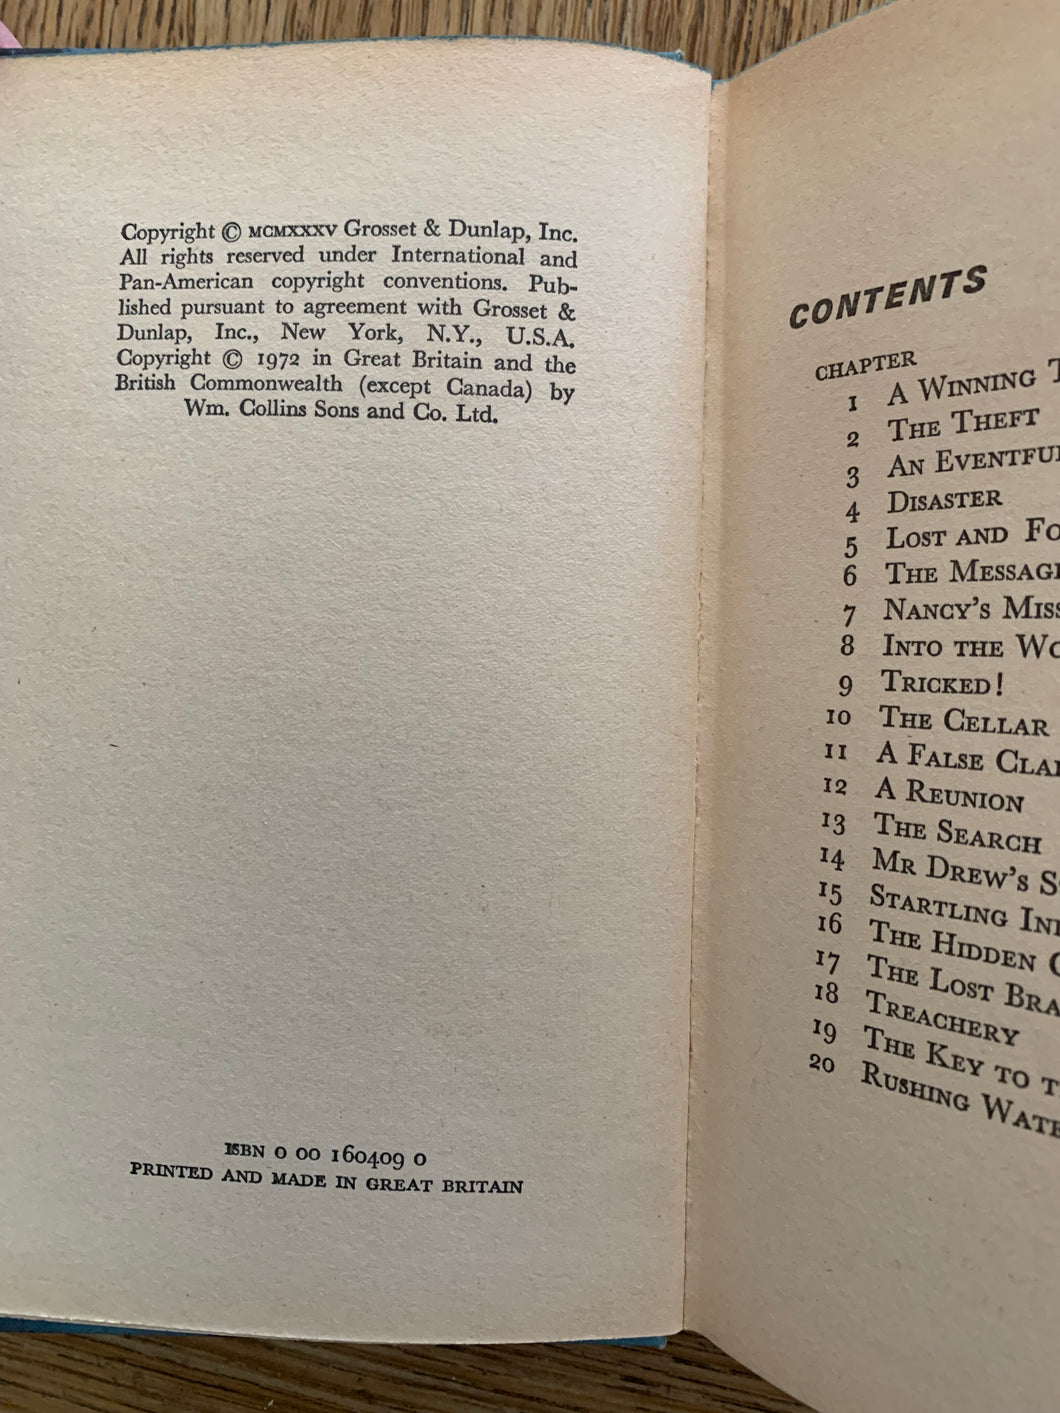 Copyright © MCMXXXV Grosset & Dunlap, Inc.
All rights reserved under International and
Pan-American copyright conventions. Pub-
lished pursuant to agreement with Grosset &
Dunlap, Inc., New York, N.Y., U.S.A.
Copyright © 1972 in Great Britain and the
British Commonwealth (except Canada) by
Wm. Collins Sons and Co. Ltd.
ISBN 0 00 160409 0
PRINTED AND MADE IN GREAT BRITAIN
CONTENTS
CHAPTER
1 A WINNING
2 THE THEFT
3 AN
4 DISASTER
5 LOST AND
6 THE
7 NANCY'S
8 INTO THE
9 TRICKED!
10 THE CELLAR
11 A FALSE
12 A REUNION
13 THE SEARCH
14 MR DREW'S
15 STARTLING
16 THE HIDDEN
17 THE LOST
18 TREACHERY
19 THE KEY TO
20 RUSHING